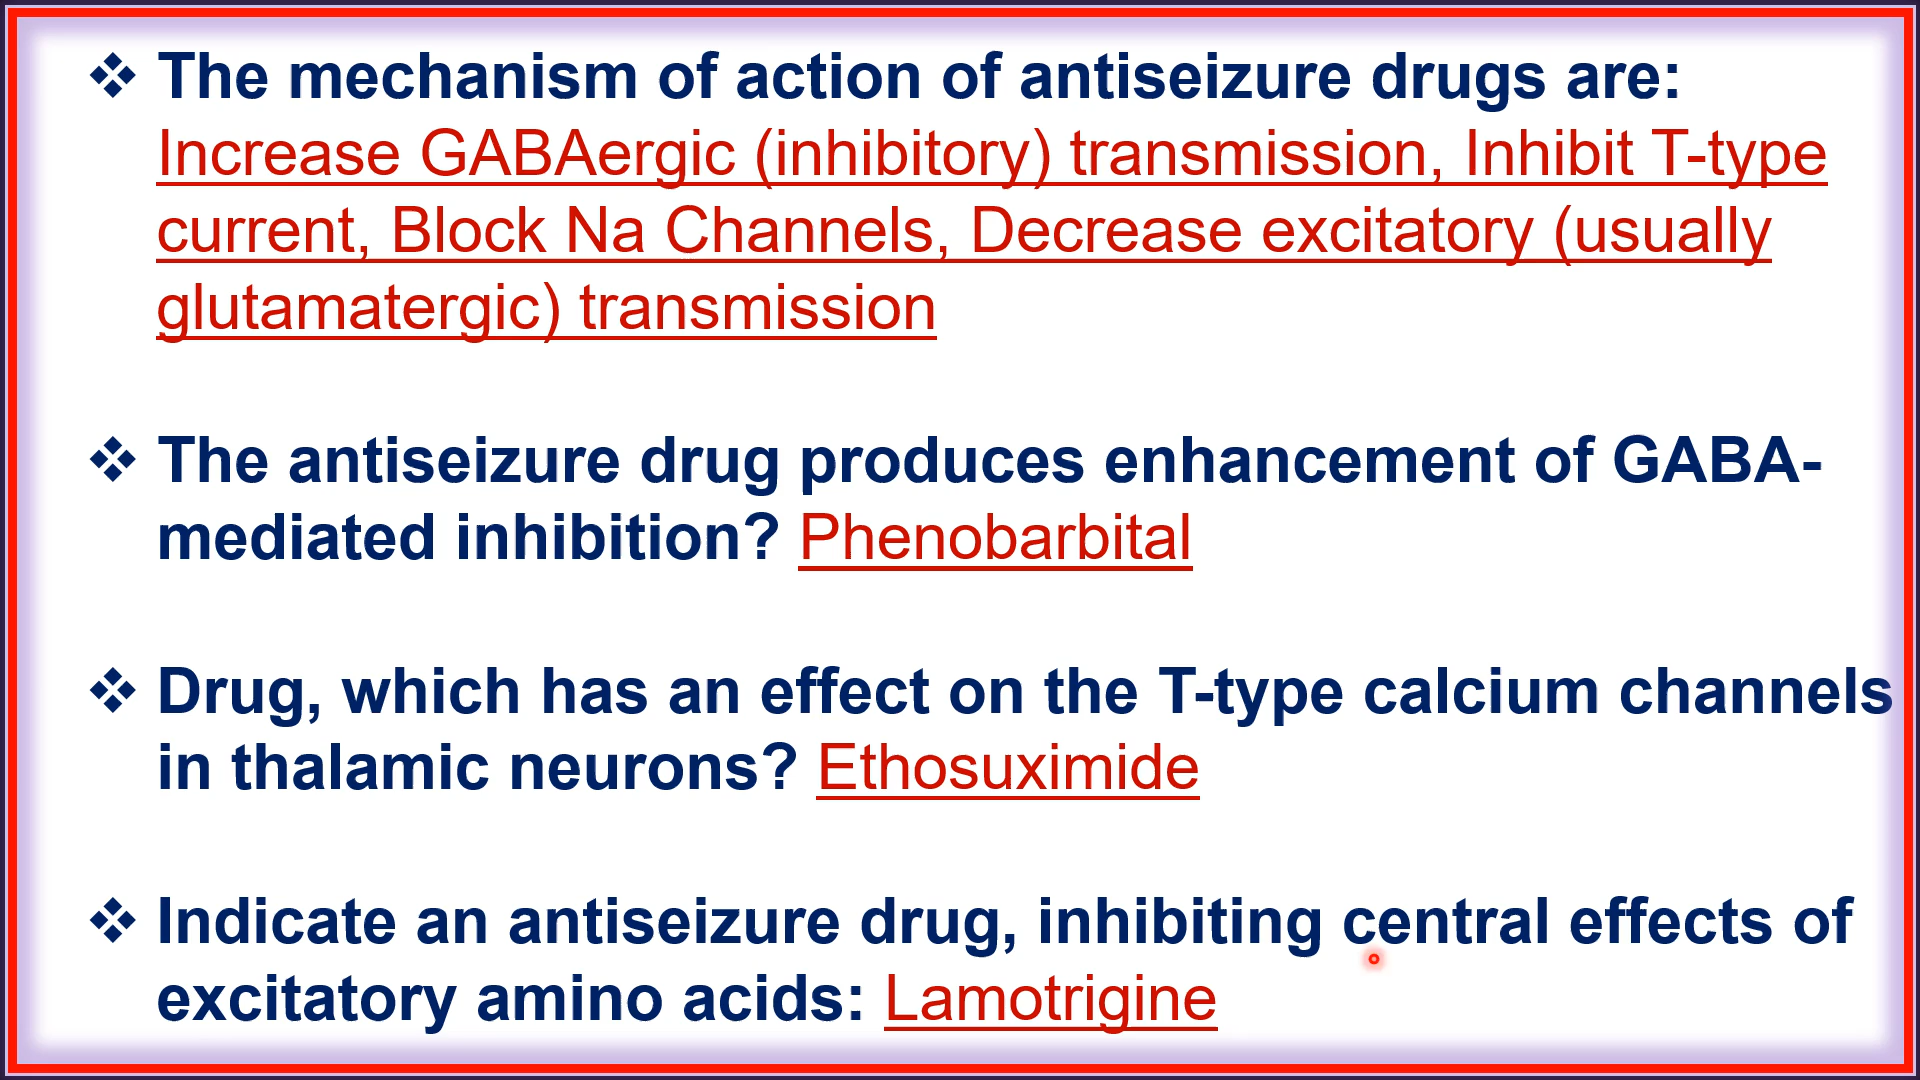 ❖ The mechanism of action of antiseizure drugs are:
Increase GABAergic (inhibitory) transmission, Inhibit T-type
current, Block Na Channels, Decrease excitatory (usually
glutamatergic) transmission
❖ The antiseizure drug produces enhancement of GABA-
mediated inhibition? Phenobarbital
❖ Drug, which has an effect on the T-type calcium channels
in thalamic neurons? Ethosuximide
❖ Indicate an antiseizure drug, inhibiting central effects of
excitatory amino acids: Lamotrigine